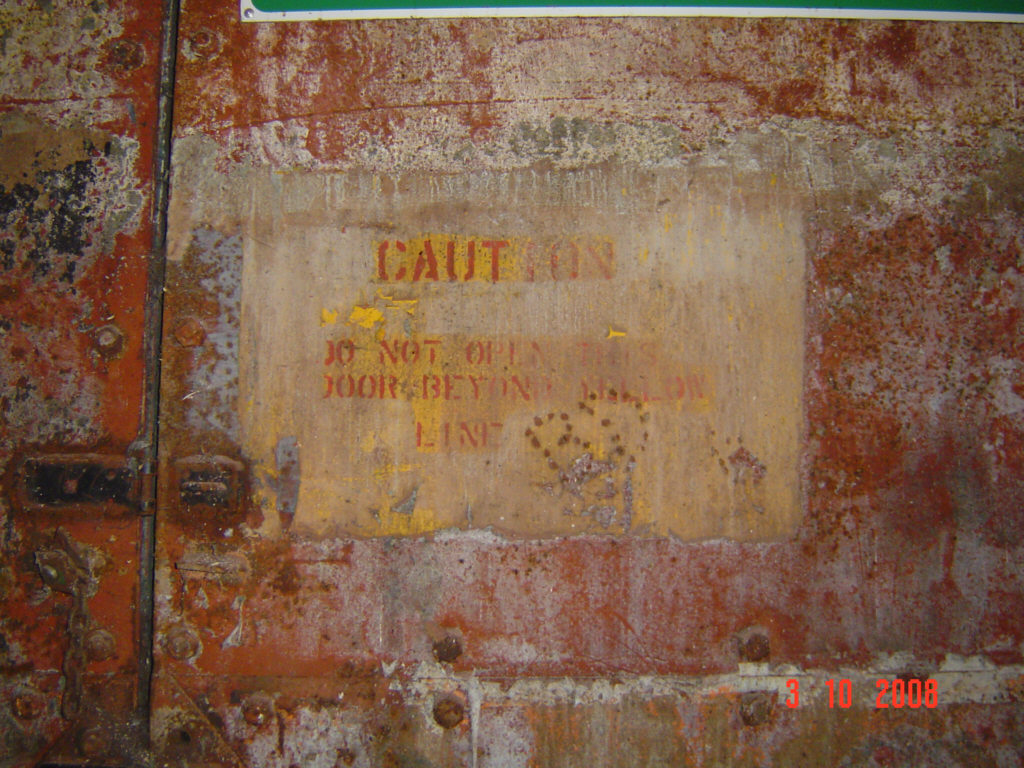 CAUTION
DO NOT OPEN THIS
DOOR BEYOND YELLOW
LINE
3 10 2008